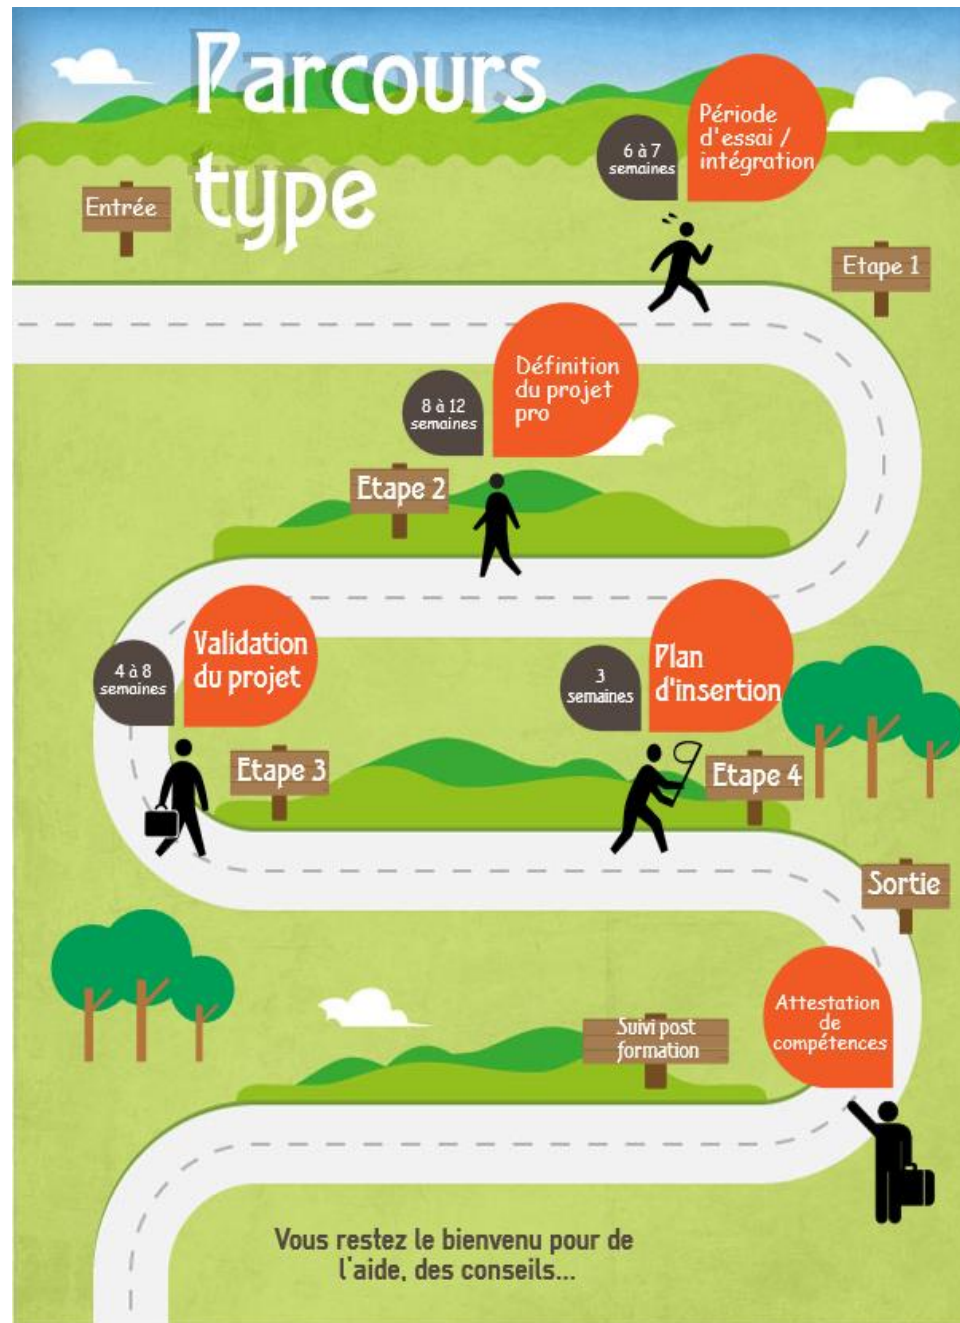 Parcours
type
Entrée
6 à 7
semaines
Période
d'essai /
intégration
Etape 1
8 à 12
semaines
Définition
du projet
pro
Etape 2
4 à 8
semaines
Validation
du projet
Etape 3
3
semaines
Plan
d'insertion
Etape 4
Sortie
Attestation
de
compétences
Suivi post
formation
Vous restez le bienvenu pour de
l'aide, des conseils...